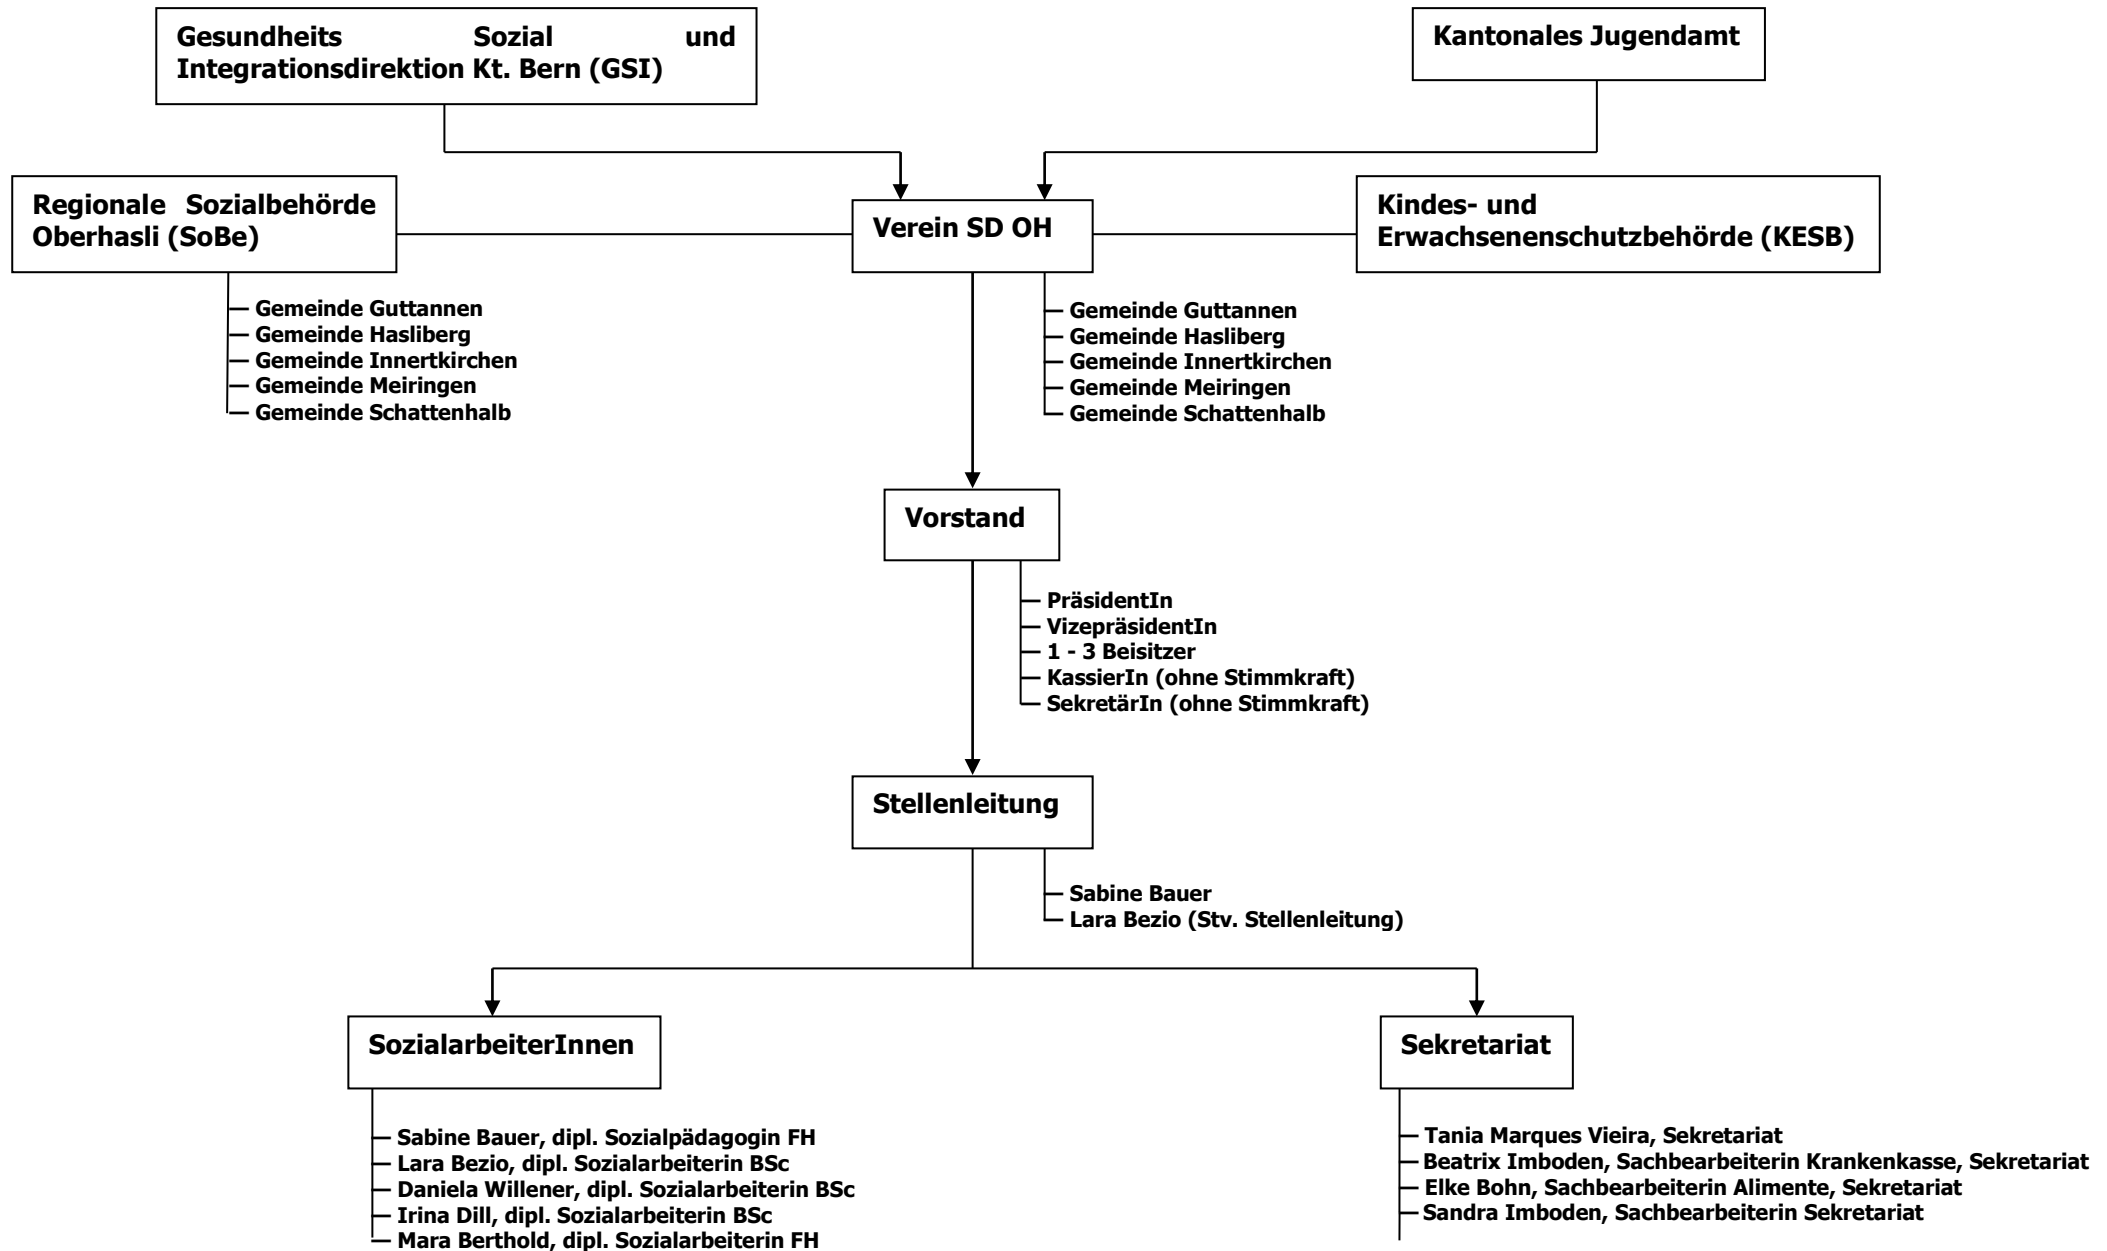 Gesundheits Sozial und
Integrationsdirektion Kt. Bern (GSI)
Kantonales Jugendamt
Regionale Sozialbehörde
Oberhasli (SoBe)
Verein SD OH
Kindes- und
Erwachsenenschutzbehörde (KESB)
Gemeinde Guttannen
Gemeinde Hasliberg
Gemeinde Innertkirchen
Gemeinde Meiringen
Gemeinde Schattenhalb
Gemeinde Guttannen
Gemeinde Hasliberg
Gemeinde Innertkirchen
Gemeinde Meiringen
Gemeinde Schattenhalb
Vorstand
PräsidentIn
VizepräsidentIn
1 - 3 Beisitzer
KassierIn (ohne Stimmkraft)
SekretärIn (ohne Stimmkraft)
Stellenleitung
Sabine Bauer
Lara Bezio (Stv. Stellenleitung)
SozialarbeiterInnen
Sabine Bauer, dipl. Sozialpädagogin FH
Lara Bezio, dipl. Sozialarbeiterin BSc
Daniela Willener, dipl. Sozialarbeiterin BSc
Irina Dill, dipl. Sozialarbeiterin BSc
Mara Berthold, dipl. Sozialarbeiterin FH
Sekretariat
Tania Marques Vieira, Sekretariat
Beatrix Imboden, Sachbearbeiterin Krankenkasse, Sekretariat
Elke Bohn, Sachbearbeiterin Alimente, Sekretariat
Sandra Imboden, Sachbearbeiterin Sekretariat